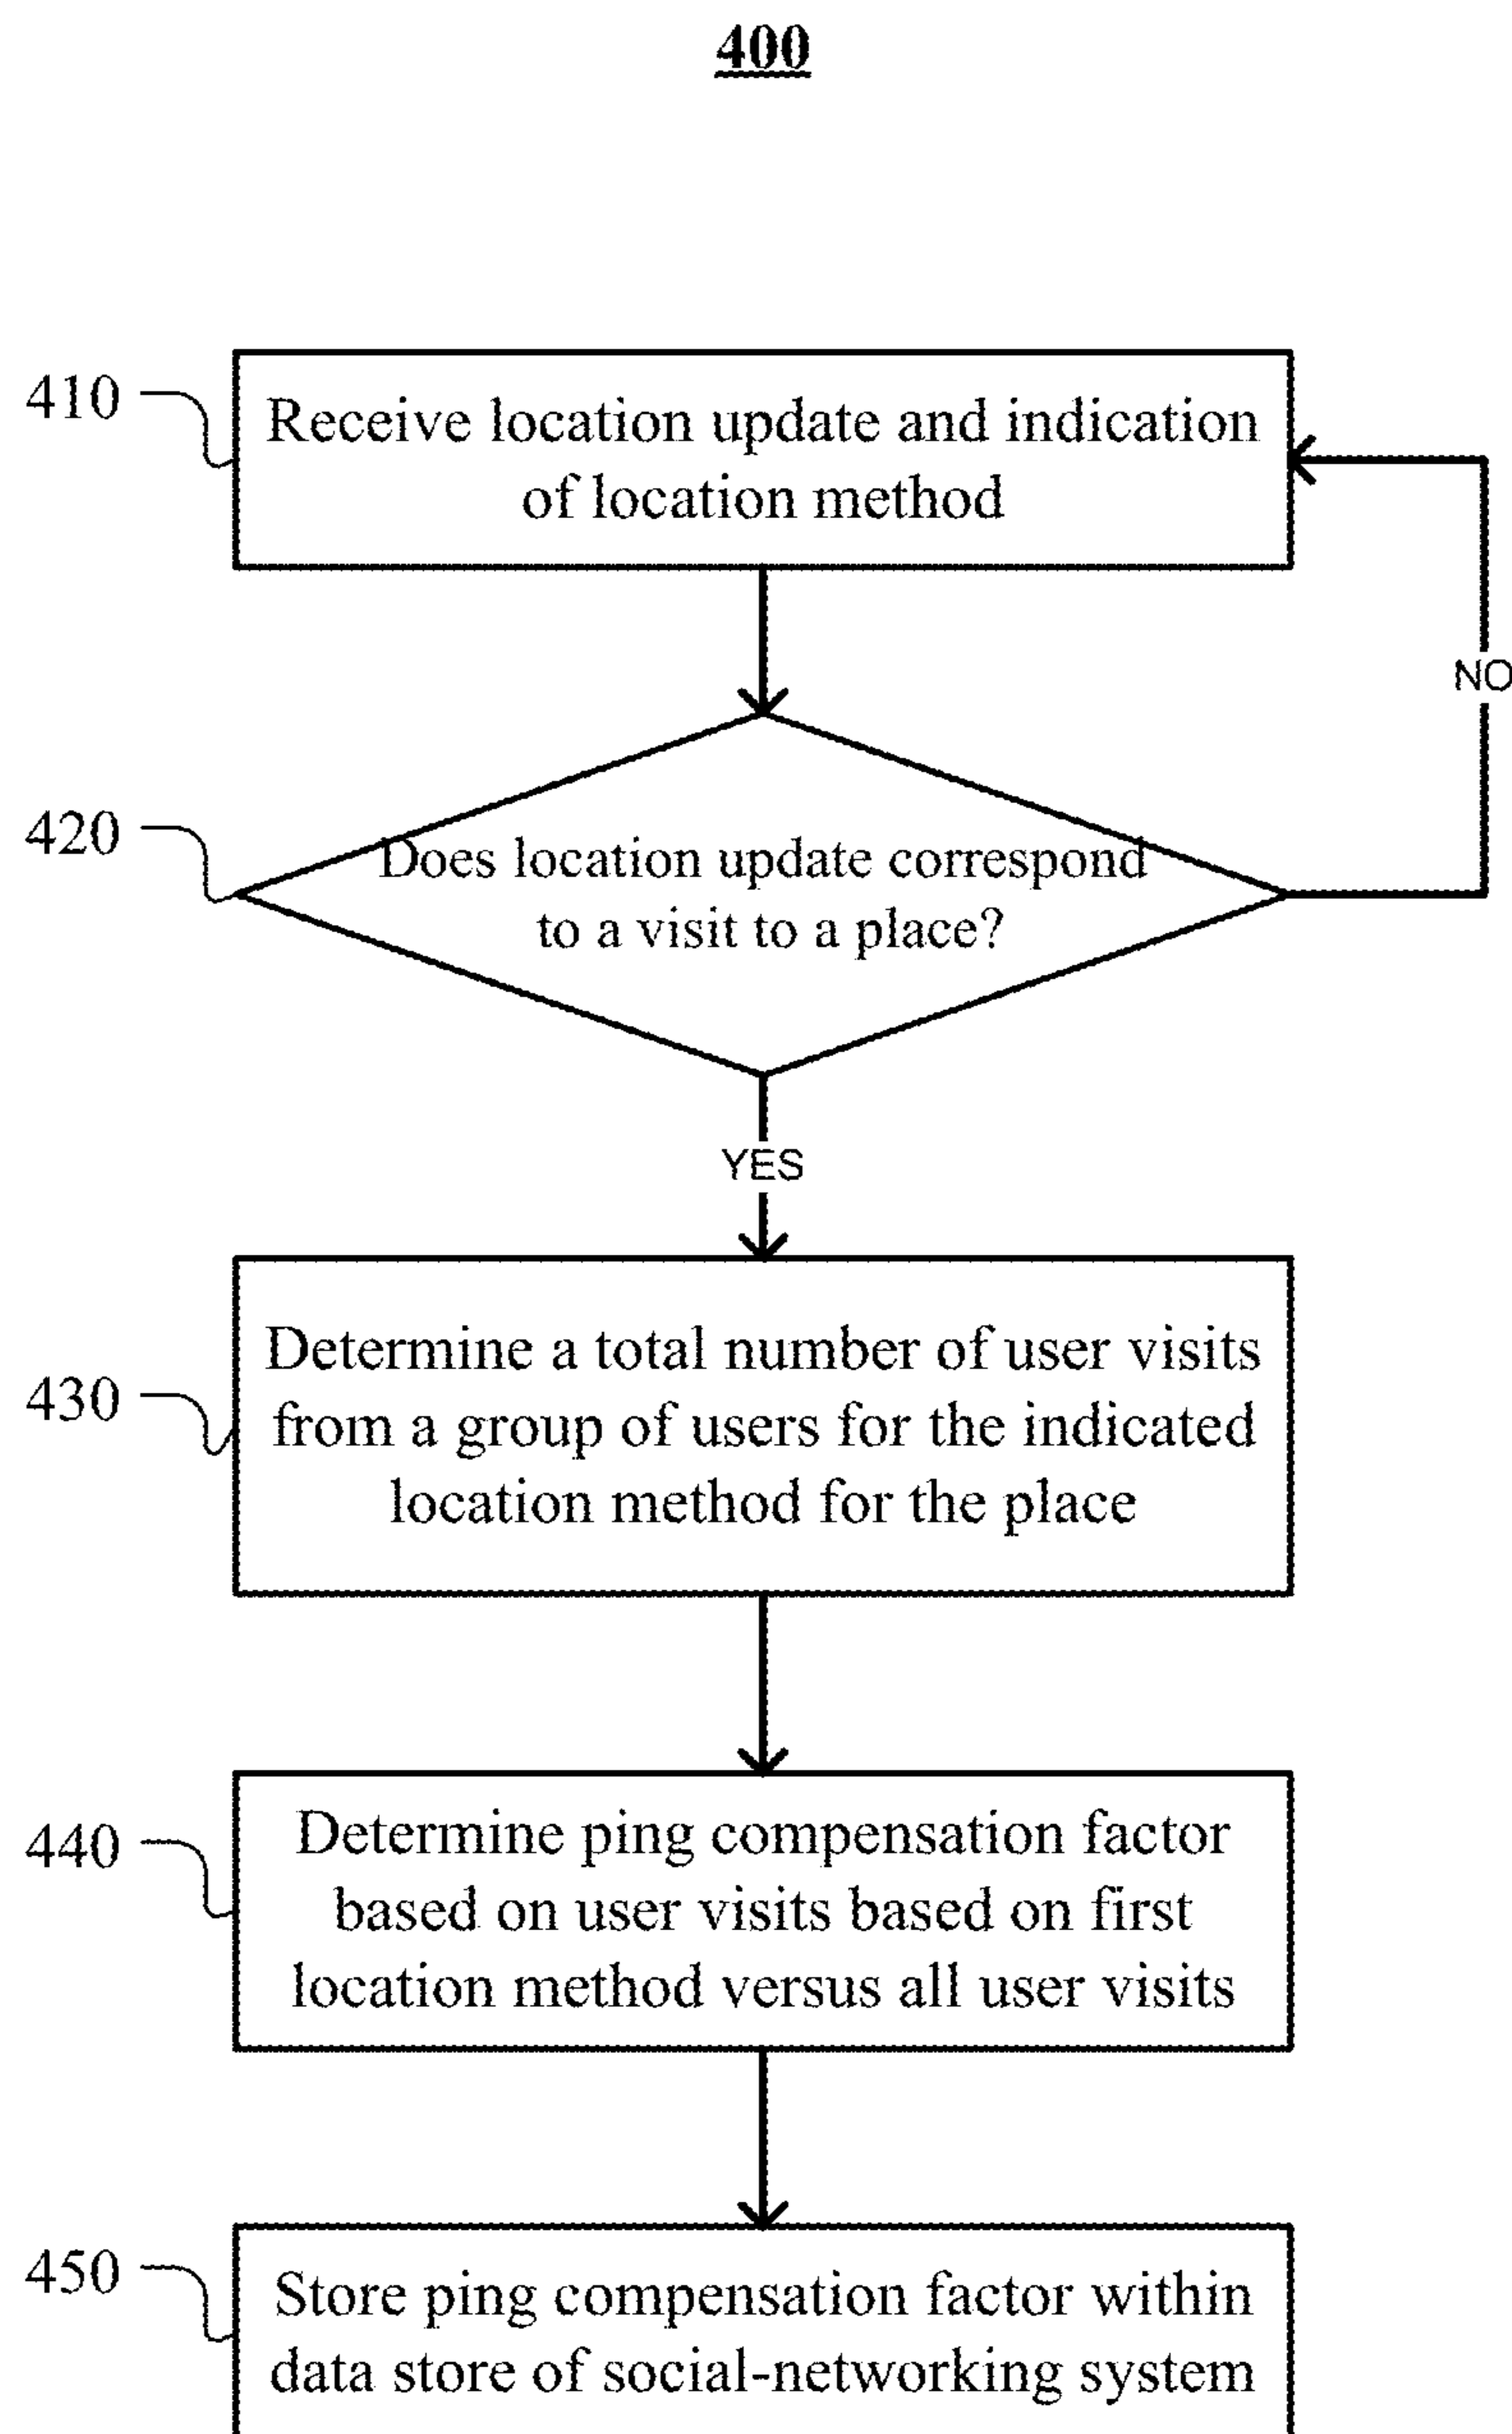 400
410
Receive location update and indication
of location method
NO
420
Does location update correspond
to a visit to a place?
YES
430
Determine a total number of user visits
from a group of users for the indicated
location method for the place
440
Determine ping compensation factor
based on user visits based on first
location method versus all user visits
450
Store ping compensation factor within
data store of social-networking system